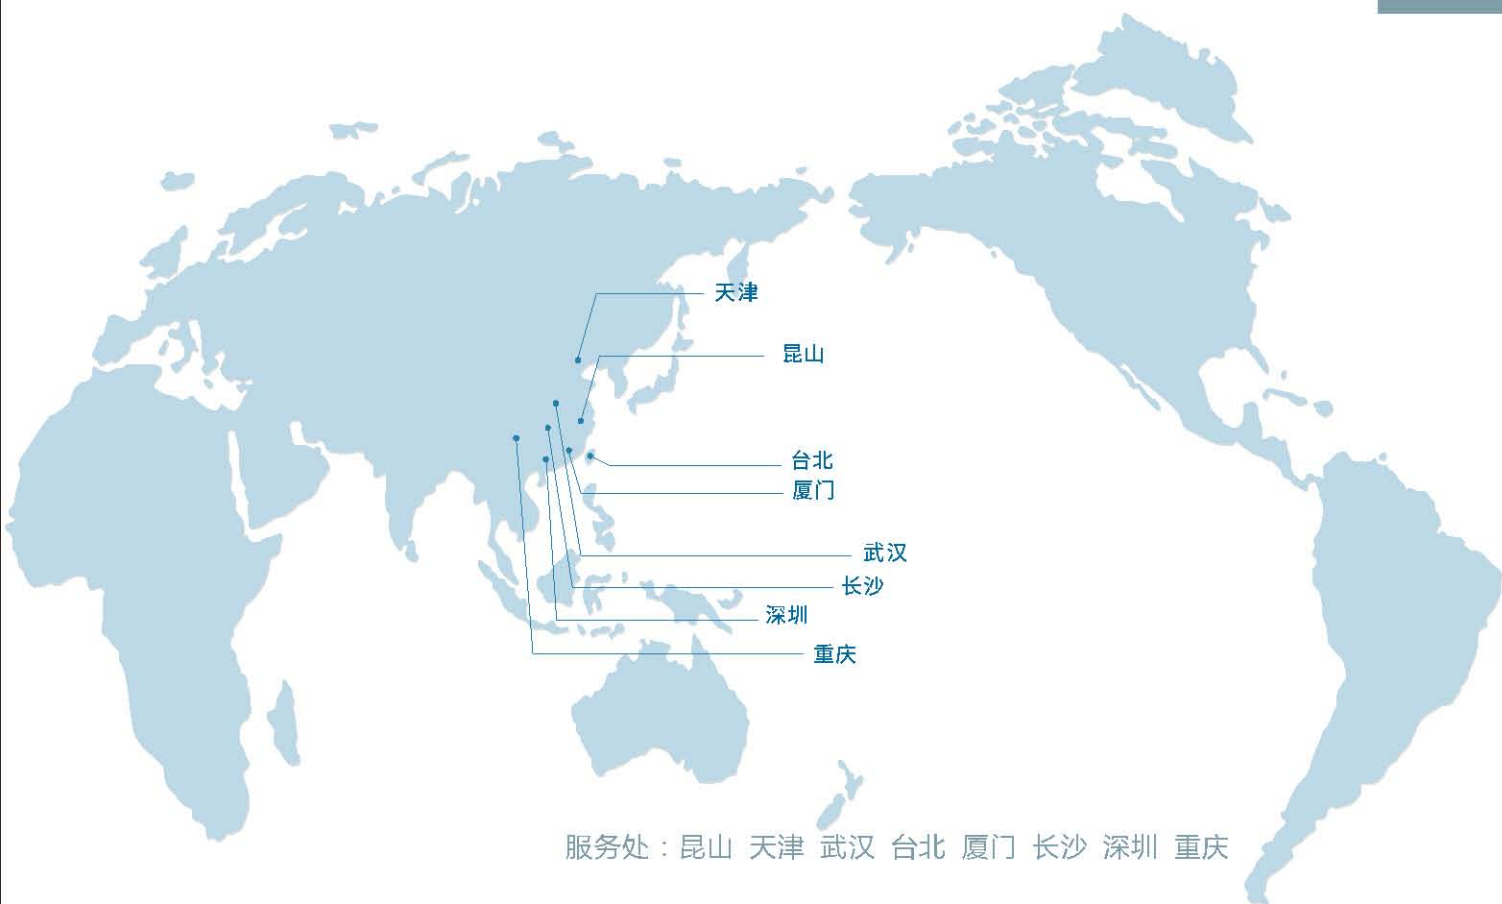 天津
昆山
台北
厦门
武汉
长沙
深圳
重庆
服务处：昆山 天津 武汉 台北 厦门 长沙 深圳 重庆